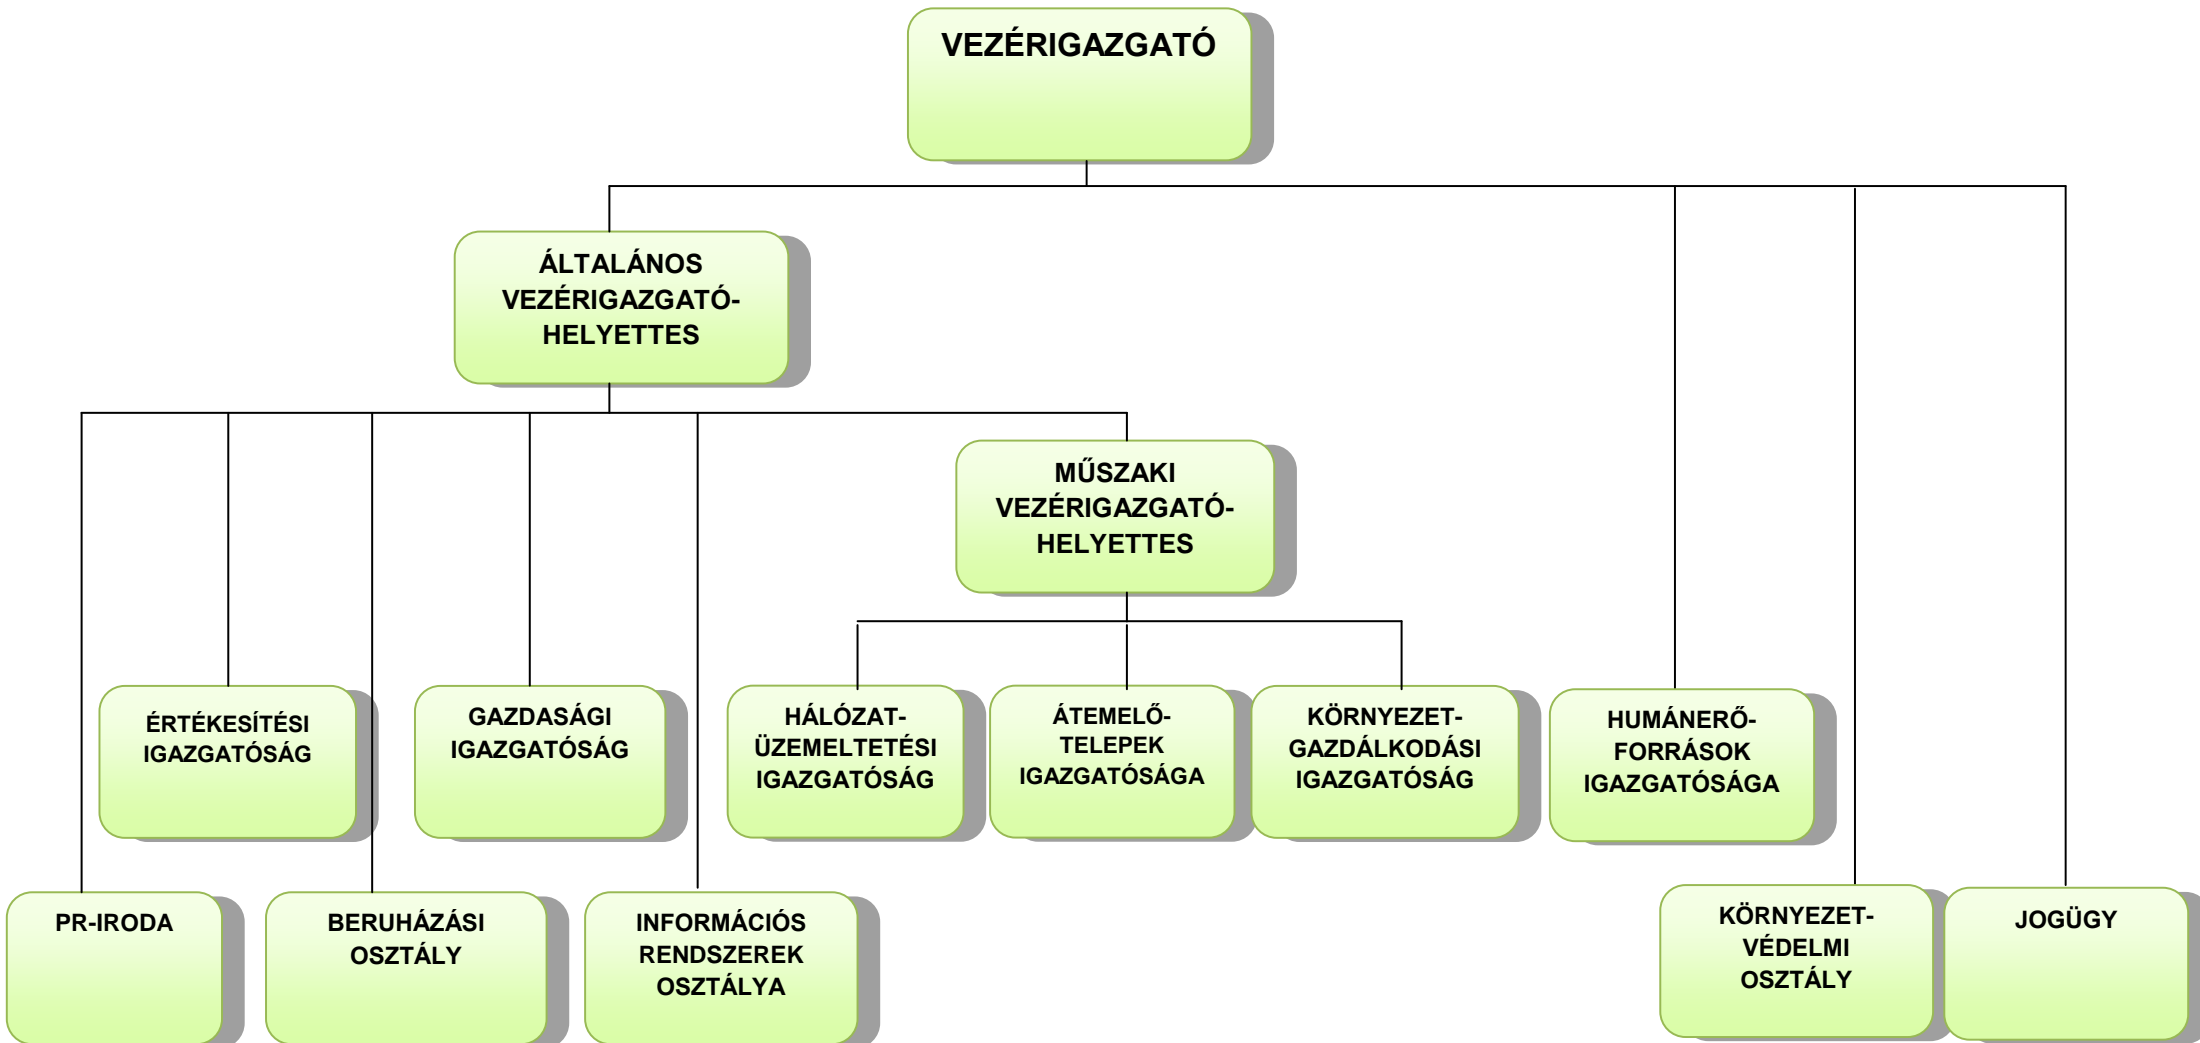 VEZÉRIGAZGATÓ
ÁLTALÁNOS
VEZÉRIGAZGATÓ-
HELYETTES
MŰSZAKI
VEZÉRIGAZGATÓ-
HELYETTES
ÉRTÉKESÍTÉSI
IGAZGATÓSÁG
GAZDASÁGI
IGAZGATÓSÁG
HÁLÓZAT-
ÜZEMELTETÉSI
IGAZGATÓSÁG
ÁTEMELŐ-
TELEPEK
IGAZGATÓSÁGA
KÖRNYEZET-
GAZDÁLKODÁSI
IGAZGATÓSÁG
HUMÁNERŐ-
FORRÁSOK
IGAZGATÓSÁGA
PR-IRODA
BERUHÁZÁSI
OSZTÁLY
INFORMÁCIÓS
RENDSZEREK
OSZTÁLYA
KÖRNYEZET-
VÉDELMI
OSZTÁLY
JOGÜGY